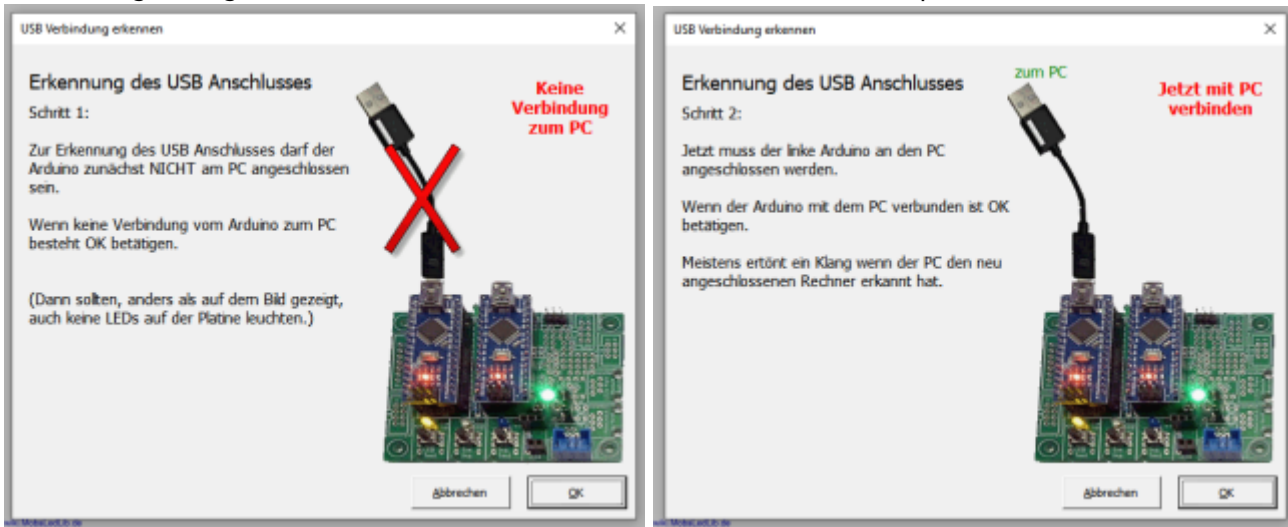 USB Verbindung erkennen
Erkennung des USB Anschlusses
Keine
Verbindung
zum PC
Schritt 1:
Zur Erkennung des USB Anschlusses darf der
Arduino zunächst NICHT am PC angeschlossen
sein.
Wenn keine Verbindung vom Arduino zum PC
besteht OK betätigen.
(Dann sollten, anders als auf dem Bild gezeigt,
auch keine LEDs auf der Platine leuchten.)
Abbrechen
OK
USB Verbindung erkennen
Erkennung des USB Anschlusses
zum PC
Jetzt mit PC
verbinden
Schritt 2:
Jetzt muss der linke Arduino an den PC
angeschlossen werden.
Wenn der Arduino mit dem PC verbunden ist OK
betätigen.
Meistens ertönt ein Klang wenn der PC den neu
angeschlossenen Rechner erkannt hat.
Abbrechen
OK